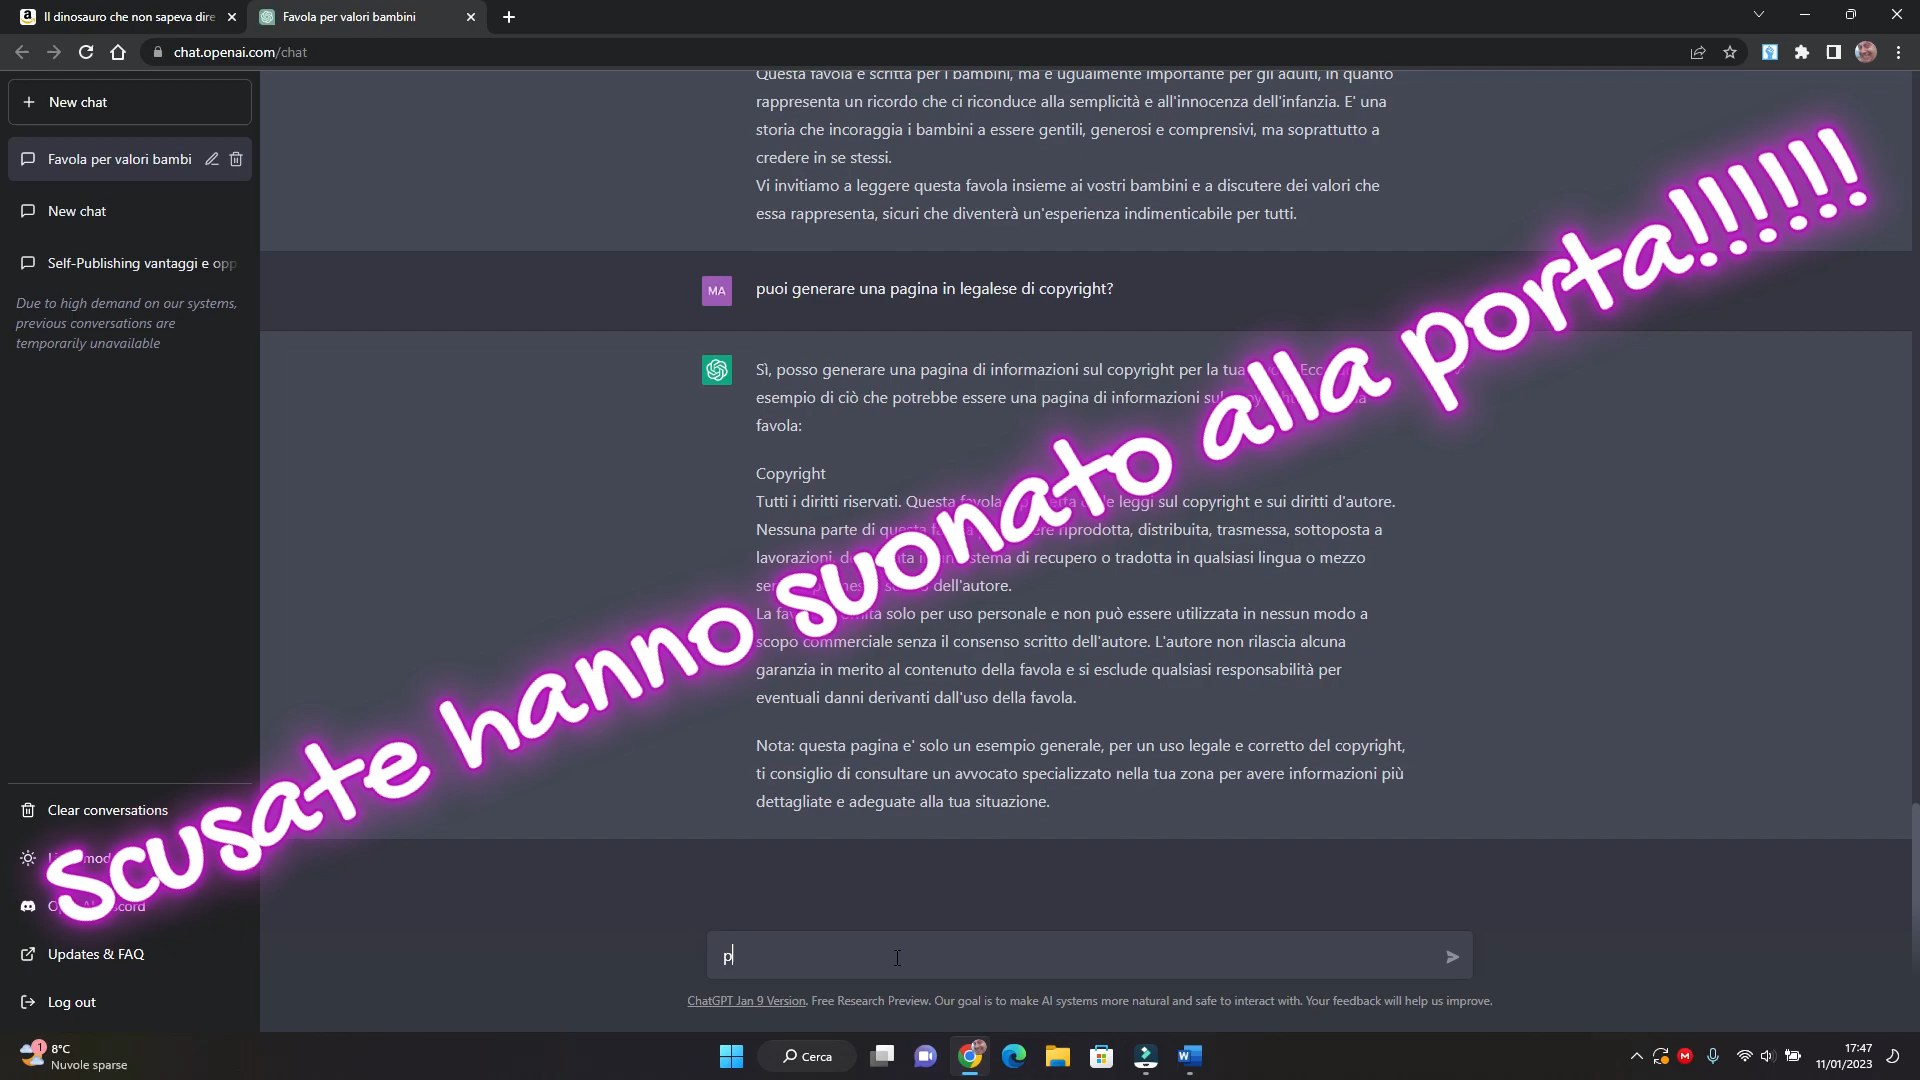 Il dinosauro che non sapeva dire
Favola per valori bambini
chat.openai.com/chat
New chat
Favola per valori bambi
New chat
Self-Publishing vantaggi e opp
Due to high demand on our systems,
previous conversations are
temporarily unavailable
Questa favola è scritta per i bambini, ma è ugualmente importante per gli adulti, in quanto
rappresenta un ricordo che ci riconduce alla semplicità e all'innocenza dell'infanzia. E' una
storia che incoraggia i bambini a essere gentili, generosi e comprensivi, ma soprattutto a
credere in se stessi.
Vi invitiamo a leggere questa favola insieme ai vostri bambini e a discutere dei valori che
essa rappresenta, sicuri che diventerà un'esperienza indimenticabile per tutti.
MA
puoi generare una pagina in legalese di copyright?
Sì, posso generare una pagina di informazioni sul copyright per la tua
esempio di ciò che potrebbe essere una pagina di informazioni
favola:
Copyright
Tutti i diritti riservati. Questa favola leggi sul copyright e sui diritti d'autore.
Nessuna parte di riprodotta, distribuita, trasmessa, sottoposta a
lavorazioni, sistema di recupero o tradotta in qualsiasi lingua o mezzo
dell'autore.
La solo per uso personale e non può essere utilizzata in nessun modo a
scopo commerciale senza il consenso scritto dell'autore. L'autore non rilascia alcuna
garanzia in merito al contenuto della favola e si esclude qualsiasi responsabilità per
eventuali danni derivanti dall'uso della favola.
Nota: questa pagina e' solo un esempio generale, per un uso legale e corretto del copyright,
ti consiglio di consultare un avvocato specializzato nella tua zona per avere informazioni più
dettagliate e adeguate alla tua situazione.
Scusate hanno suonato alla porta!!!!!!
Clear conversations
Updates & FAQ
Log out
p
ChatGPT Jan 9 Version. Free Research Preview. Our goal is to make AI systems more natural and safe to interact with. Your feedback will help us improve.
1
8°C
Nuvole sparse
Cerca
17:47
11/01/2023